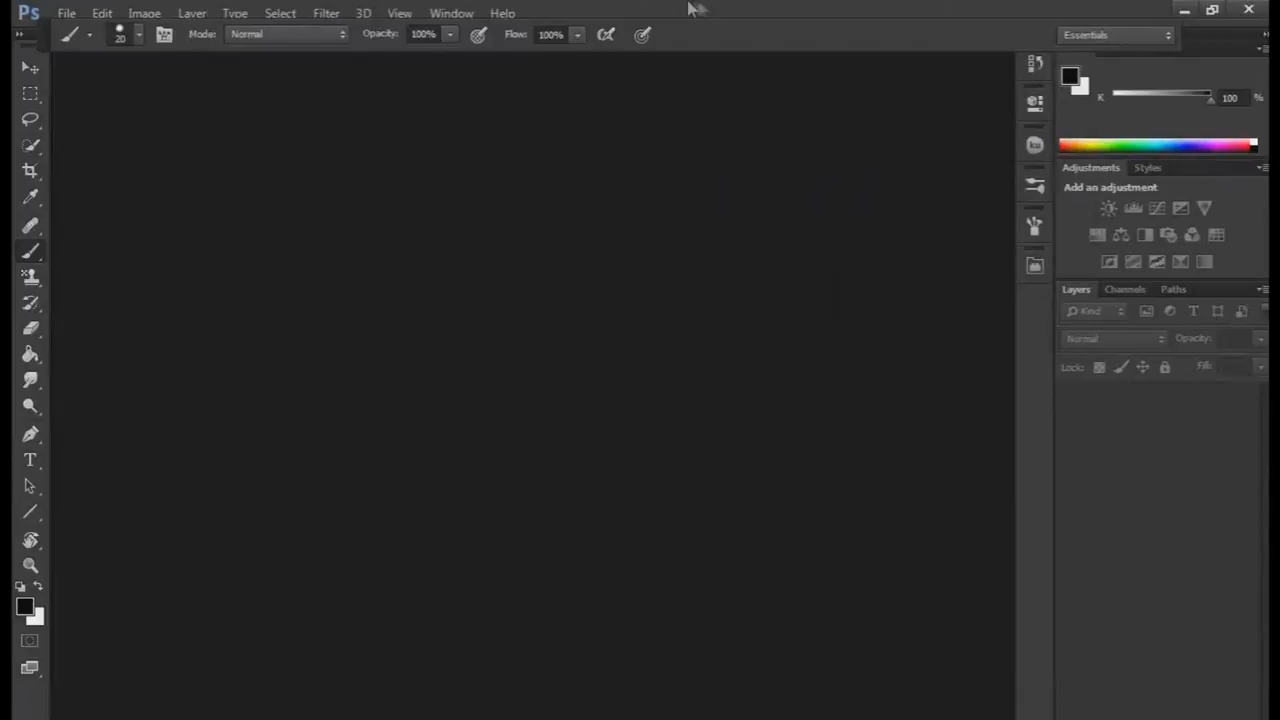 Ps File Edit Image Layer Type Select Filter 3D View Window Help
20 Mode: Normal Opacity: 100% Flow: 100% Essentials
K 100 %
ku
Adjustments Styles
Add an adjustment
Layers Channels Paths
Kind T
Normal Opacity:
Lock: Fill:
T